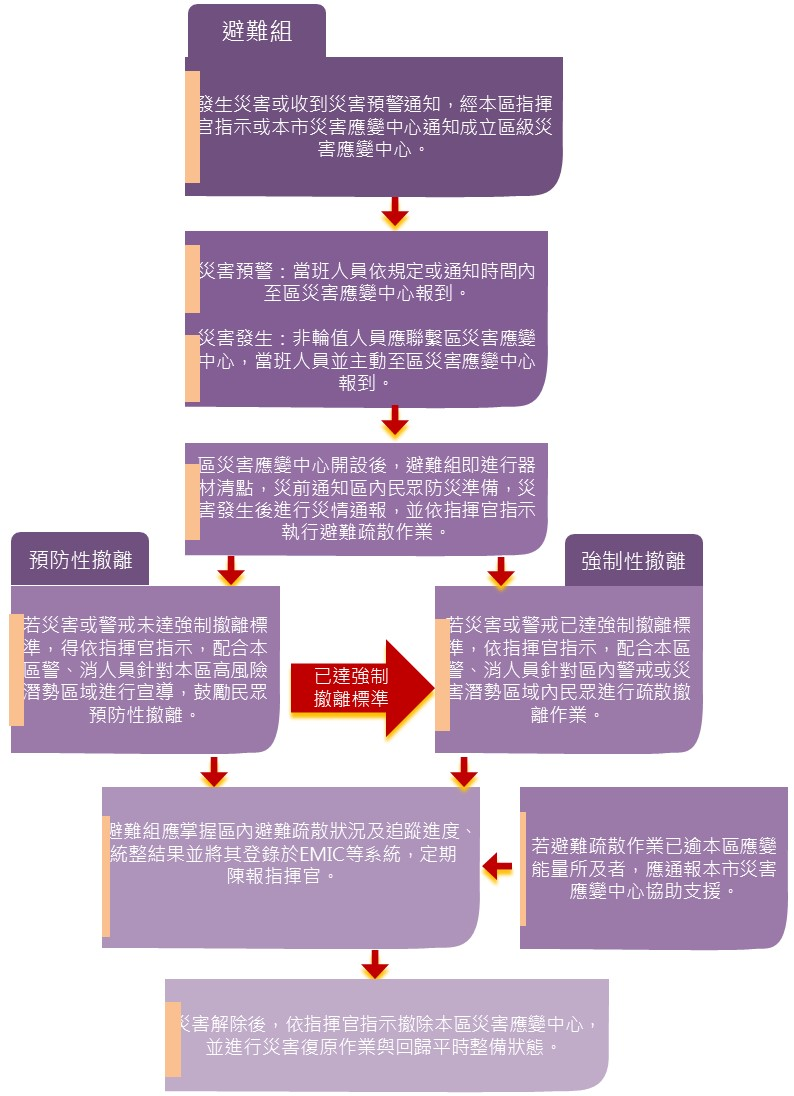 避難組
發生災害或收到災害預警通知，經本區指揮
官指示或本市災害應變中心通知成立區級災
害應變中心。
災害預警：當班人員依規定或通知時間內
至區災害應變中心報到。
災害發生：非輪值人員應聯繫區災害應變
中心，當班人員並主動至區災害應變中心
報到。
區災害應變中心開設後，避難組即進行器
材清點，災前通知區內民眾防災準備，災
害發生後進行災情通報，並依指揮官指示
執行避難疏散作業。
預防性撤離
若災害或警戒未達強制撤離標
準，得依指揮官指示，配合本
區警、消人員針對本區高風險
潛勢區域進行宣導，鼓勵民眾
預防性撤離。
已達強制
撤離標準
強制性撤離
若災害或警戒已達強制撤離標
準，依指揮官指示，配合本區
警、消人員針對區內警戒或災
害潛勢區域內民眾進行疏散撤
離作業。
避難組應掌握區內避難疏散狀況及追蹤進度、
統整結果並將其登錄於EMIC等系統，定期
陳報指揮官。
若避難疏散作業已逾本區應變
能量所及者，應通報本市災害
應變中心協助支援。
災害解除後，依指揮官指示撤除本區災害應變中心，
並進行災害復原作業與回歸平時整備狀態。